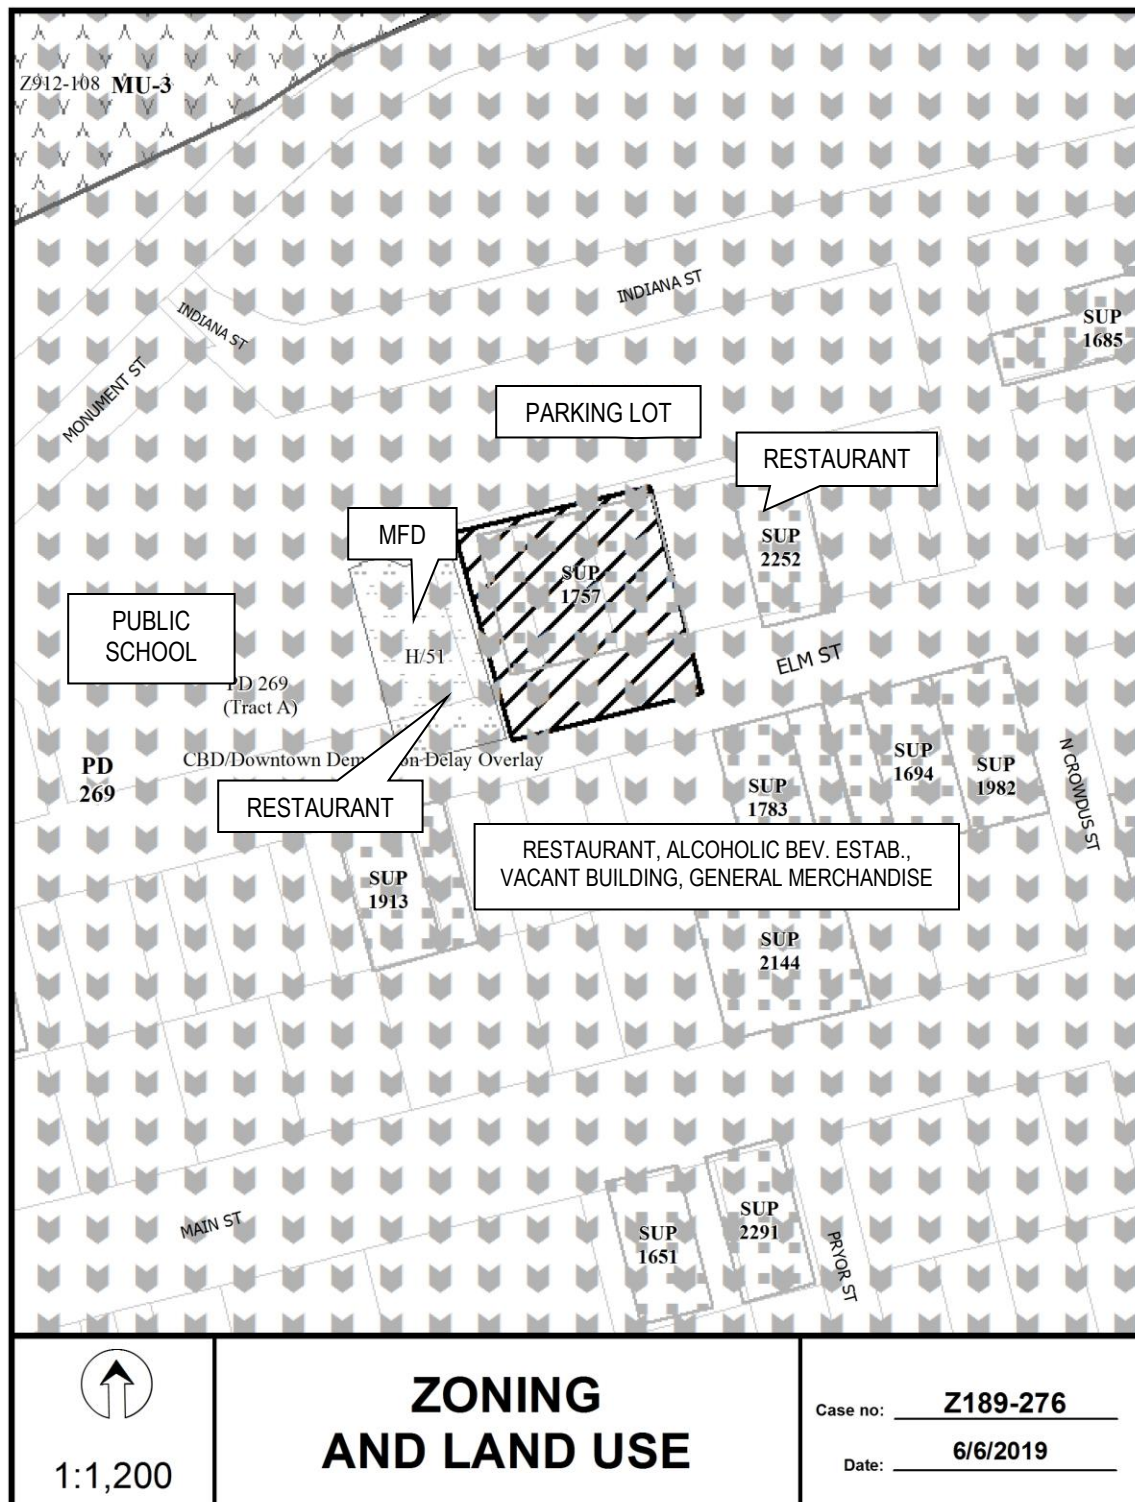 Z912-108 MU-3
INDIANA ST
INDIANA ST
SUP
1685
MONUMENT ST
PARKING LOT
RESTAURANT
MFD
SUP
2252
SUP
1757
PUBLIC
SCHOOL
H/51
ELM ST
PD 269
(Tract A)
CBD/Downtown Dem on Delay Overlay
PD
269
SUP
1694
SUP
1982
N CROWDUS ST
SUP
1783
RESTAURANT
RESTAURANT, ALCOHOLIC BEV. ESTAB.,
VACANT BUILDING, GENERAL MERCHANDISE
SUP
1913
SUP
2144
MAIN ST
SUP
1651
SUP
2291
PRYOR ST
1:1,200
ZONING
AND LAND USE
Case no: Z189-276
Date: 6/6/2019